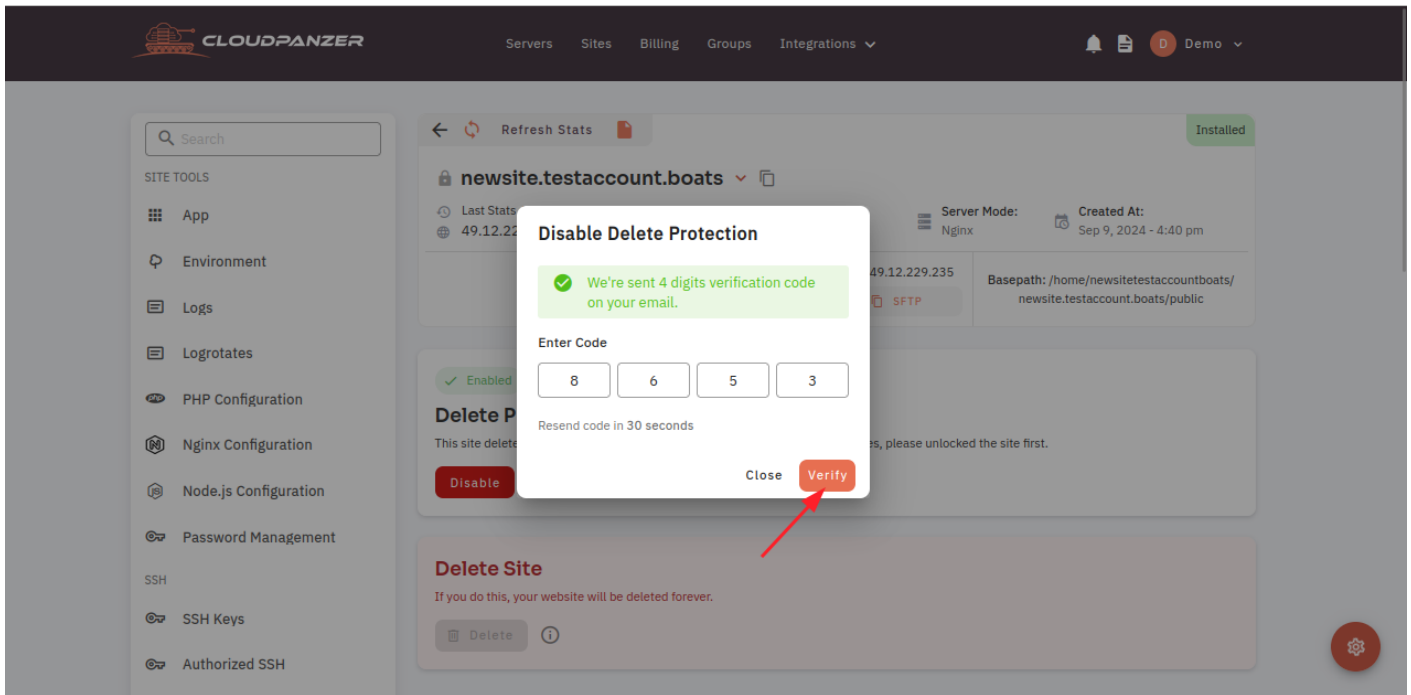 CLOUDPANZER
Servers Sites Billing Groups Integrations
D Demo
Search
SITE TOOLS
App
Environment
Logs
Logrotates
php PHP Configuration
N Nginx Configuration
JS Node.js Configuration
Password Management
SSH
SSH Keys
Authorized SSH
Refresh Stats
Installed
newsite.testaccount.boats
Last Stats
49.12.22
Server Mode:
Nginx
Created At:
Sep 9, 2024 - 4:40 pm
49.12.229.235
SFTP
Basepath: /home/newsitetestaccountboats/
newsite.testaccount.boats/public
Enabled
Delete P
This site delete
es, please unlocked the site first.
Disable
Disable Delete Protection
We're sent 4 digits verification code
on your email.
Enter Code
8 6 5 3
Resend code in 30 seconds
Close Verify
Delete Site
If you do this, your website will be deleted forever.
Delete